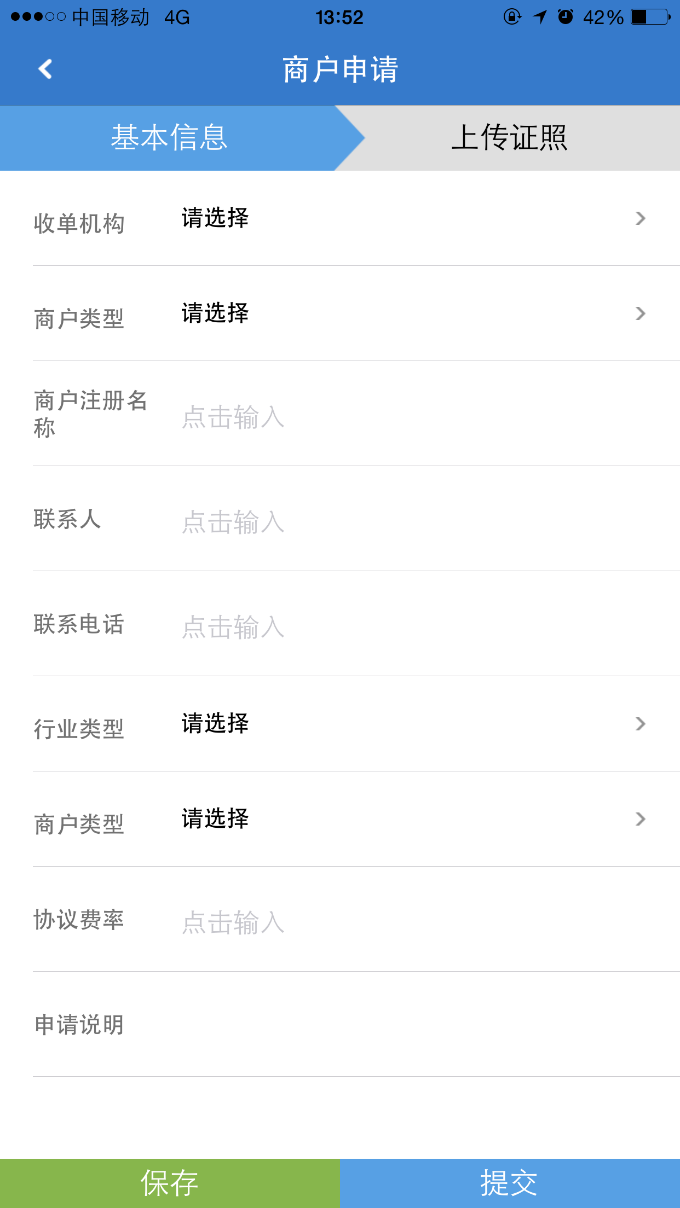 中国移动 4G 13:52 42%
商户申请
基本信息 上传证照
收单机构 请选择
商户类型 请选择
商户注册名
称
点击输入
联系人 点击输入
联系电话 点击输入
行业类型 请选择
商户类型 请选择
协议费率 点击输入
申请说明
保存 提交